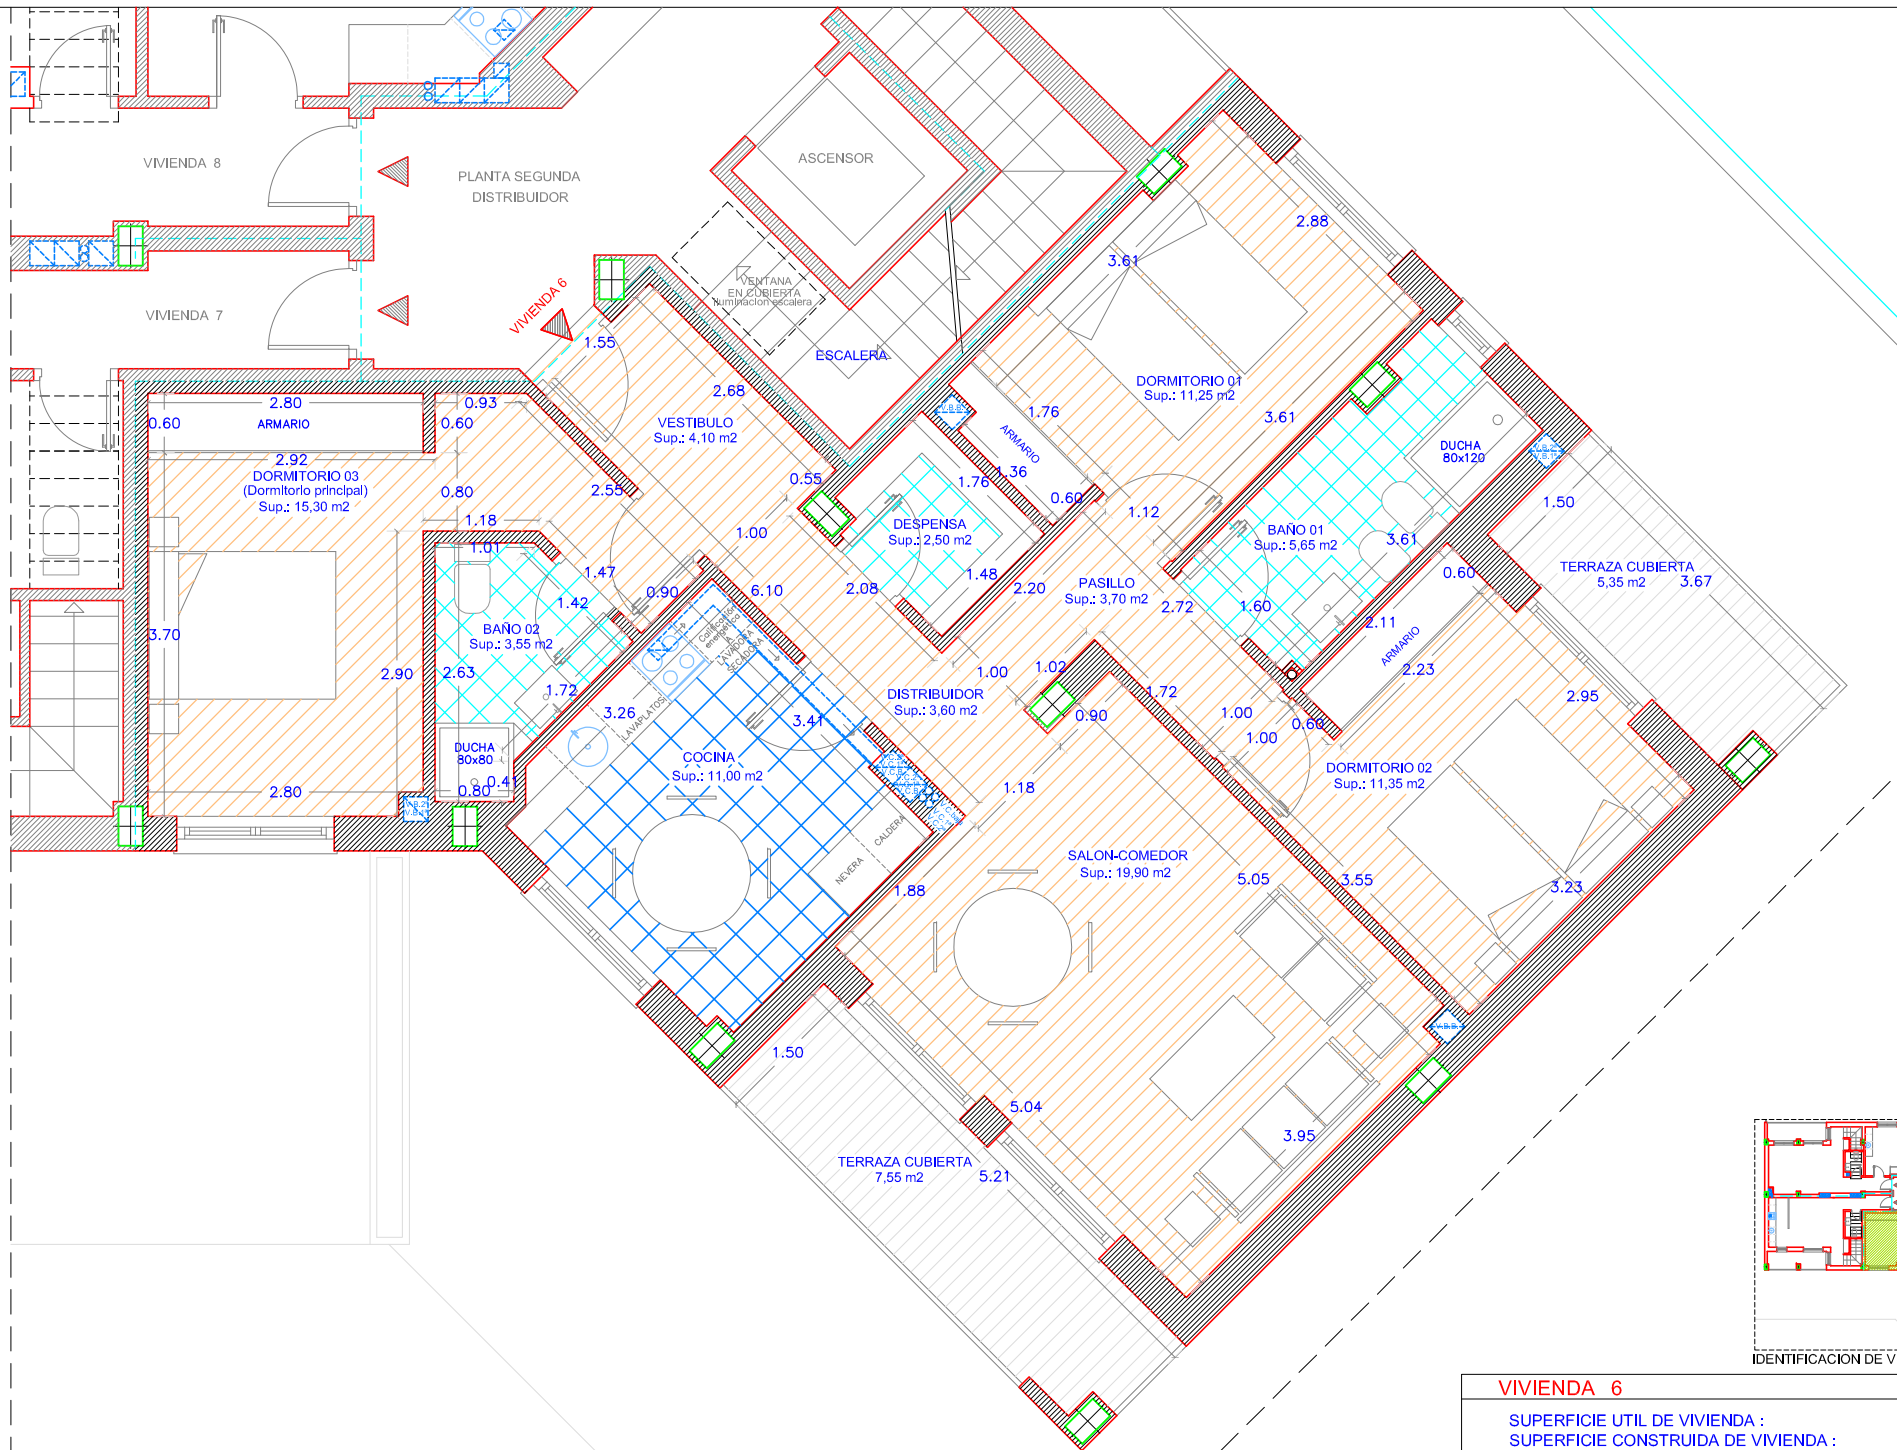 VIVIENDA 8
PLANTA SEGUNDA
DISTRIBUIDOR
ASCENSOR
VENTANA
EN CUBIERTA
Iluminacion escalera
ESCALERA
VIVIENDA 7
VIVIENDA 6
1.55
2.68
VESTIBULO
Sup.: 4,10 m2
0.55
2.88
3.61
DORMITORIO 01
Sup.: 11,25 m2
3.61
1.76
ARMARIO
1.36
1.76
0.60
1.12
DUCHA
80x120
1.50
2.80
0.93
0.60
ARMARIO
0.60
2.92
DORMITORIO 03
(Dormitorio principal)
Sup.: 15,30 m2
0.80
2.55
1.18
1.01
1.00
DESPENSA
Sup.: 2,50 m2
1.48
BAÑO 01
Sup.: 5,65 m2
3.61
TERRAZA CUBIERTA
5,35 m2
3.67
0.60
1.47
1.42
0.90
6.10
2.08
2.20
PASILLO
Sup.: 3,70 m2
2.72
1.60
2.11
ARMARIO
2.23
BAÑO 02
Sup.: 3,55 m2
3.70
2.90
2.63
1.72
Calificación
energética
A
LAVADORA
SECADORA
3.26
LAVAPLATOS
3.41
DISTRIBUIDOR
Sup.: 3,60 m2
1.00
1.02
0.90
1.72
1.00
1.00
0.60
2.95
DUCHA
80x80
0.41
0.80
2.80
COCINA
Sup.: 11,00 m2
1.18
DORMITORIO 02
Sup.: 11,35 m2
NEVERA
CALDERA
1.88
SALON-COMEDOR
Sup.: 19,90 m2
5.05
3.55
3.23
1.50
5.04
3.95
TERRAZA CUBIERTA
7,55 m2
5.21
IDENTIFICACION DE V
VIVIENDA 6
SUPERFICIE UTIL DE VIVIENDA :
SUPERFICIE CONSTRUIDA DE VIVIENDA :